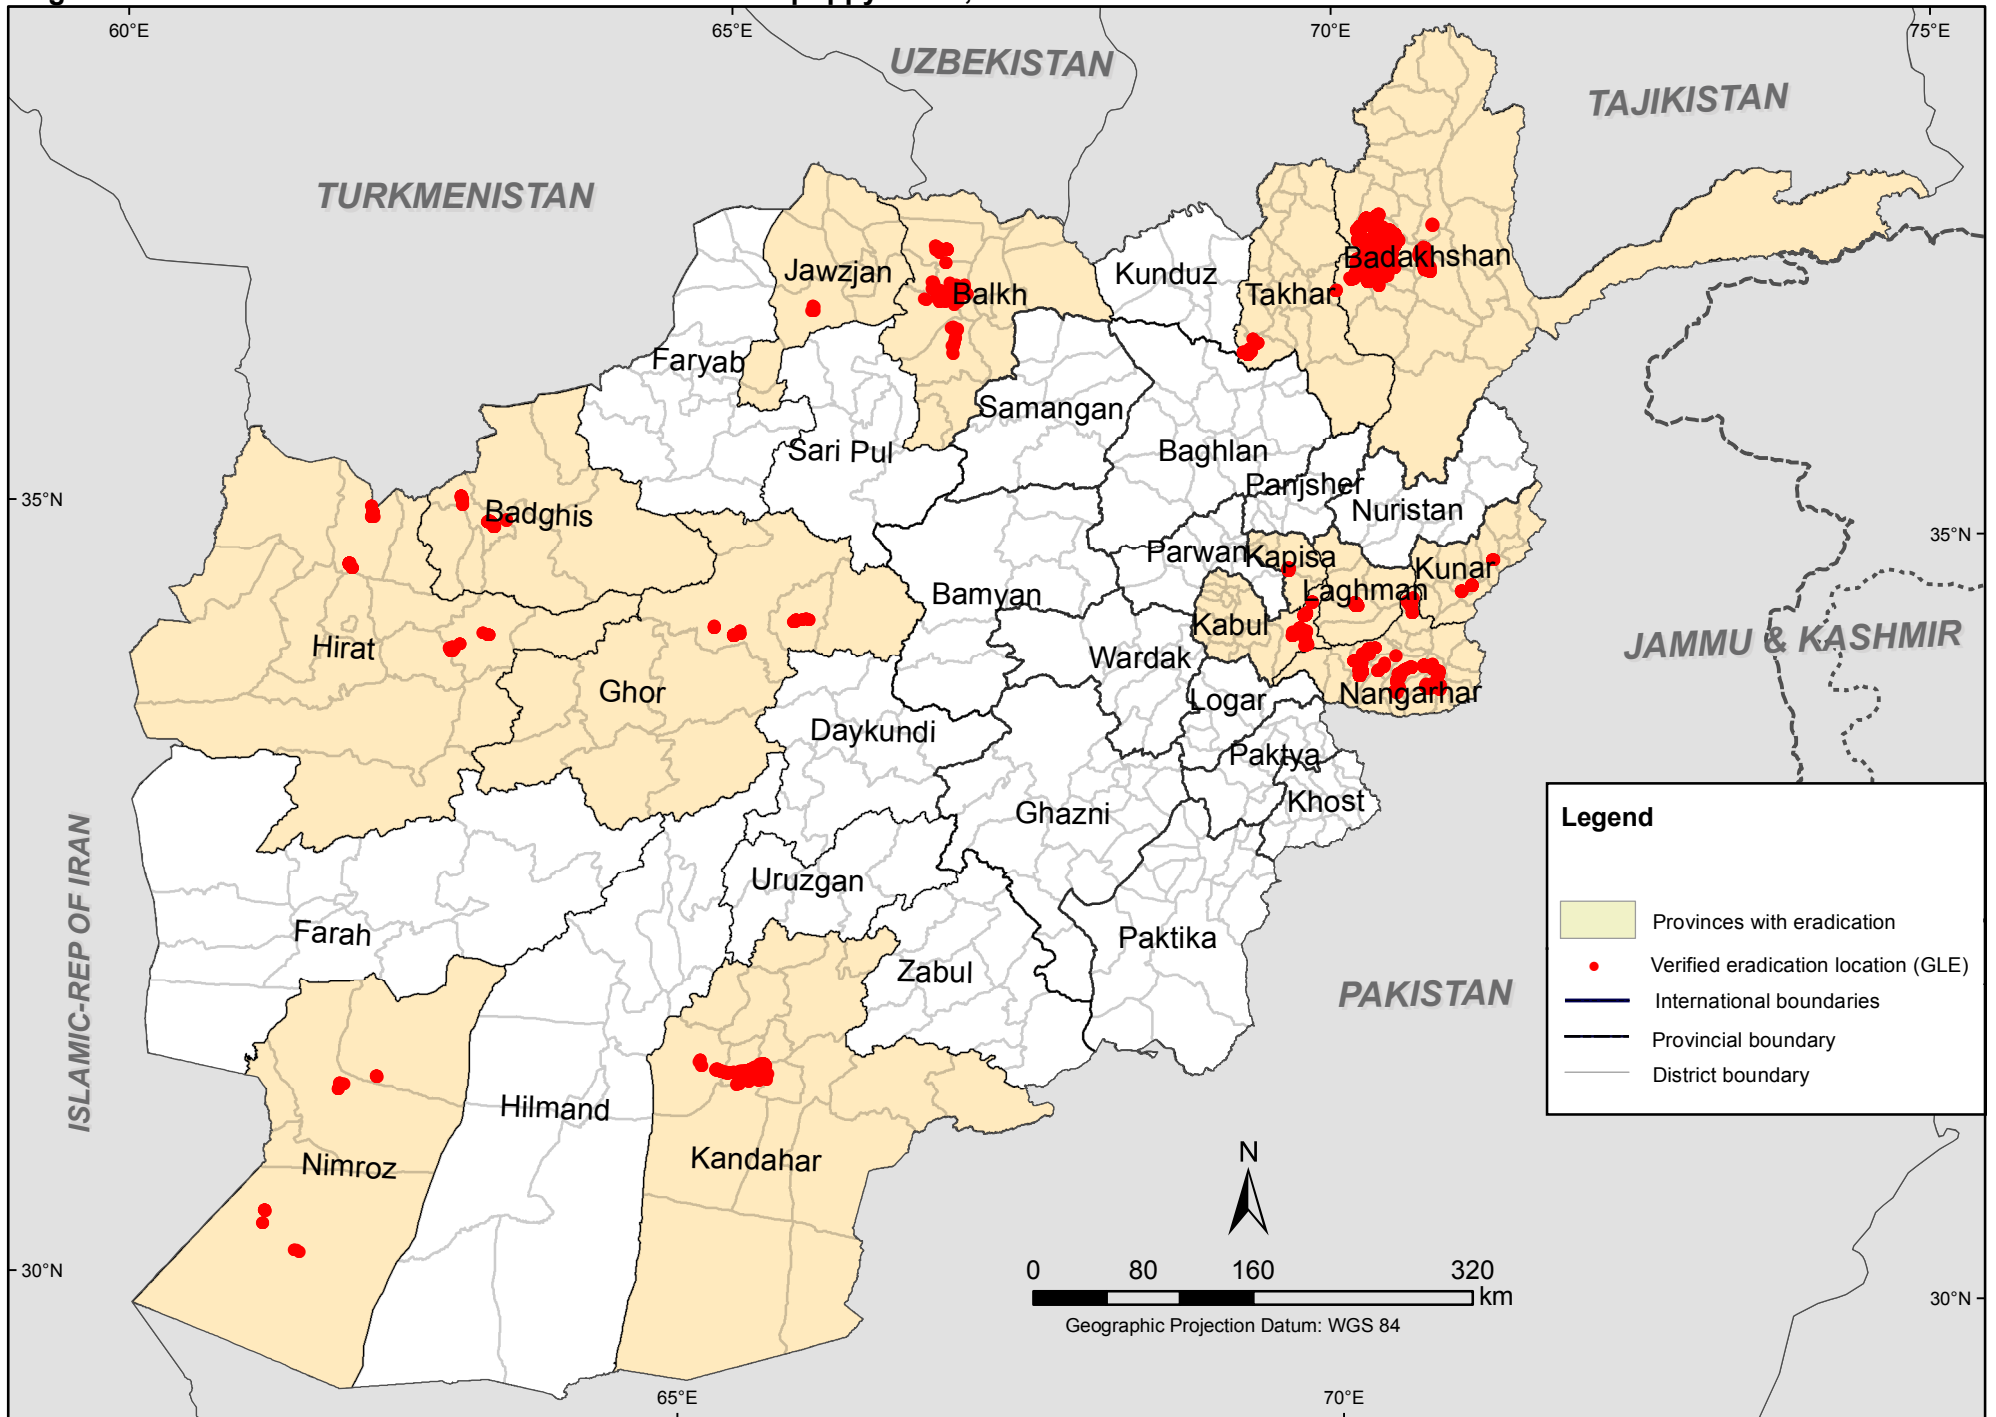 60°E
65°E
70°E
75°E
UZBEKISTAN
TAJIKISTAN
TURKMENISTAN
Jawzjan
Balkh
Kunduz
Takhar
Badakhshan
Faryab
Samangan
Sari Pul
Baghlan
Panjsher
35°N
Badghis
Nuristan
35°N
Parwan
Kapisa
Kunar
Laghman
Bamyan
Kabul
Hirat
JAMMU & KASHMIR
Wardak
Ghor
Logar
Nangarhar
Daykundi
Paktya
Khost
Ghazni
ISLAMIC-REP OF IRAN
Uruzgan
Farah
Paktika
Zabul
PAKISTAN
Hilmand
Nimroz
Kandahar
Legend
Provinces with eradication
Verified eradication location (GLE)
International boundaries
Provincial boundary
District boundary
N
0 80 160 320
km
Geographic Projection Datum: WGS 84
30°N
30°N
65°E
70°E